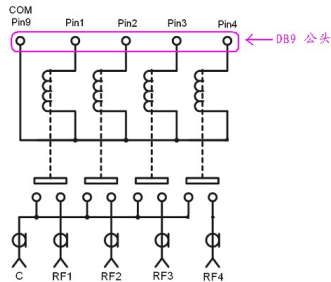 COM
Pin9 Pin1 Pin2 Pin3 Pin4
DB9 公头
C RF1 RF2 RF3 RF4